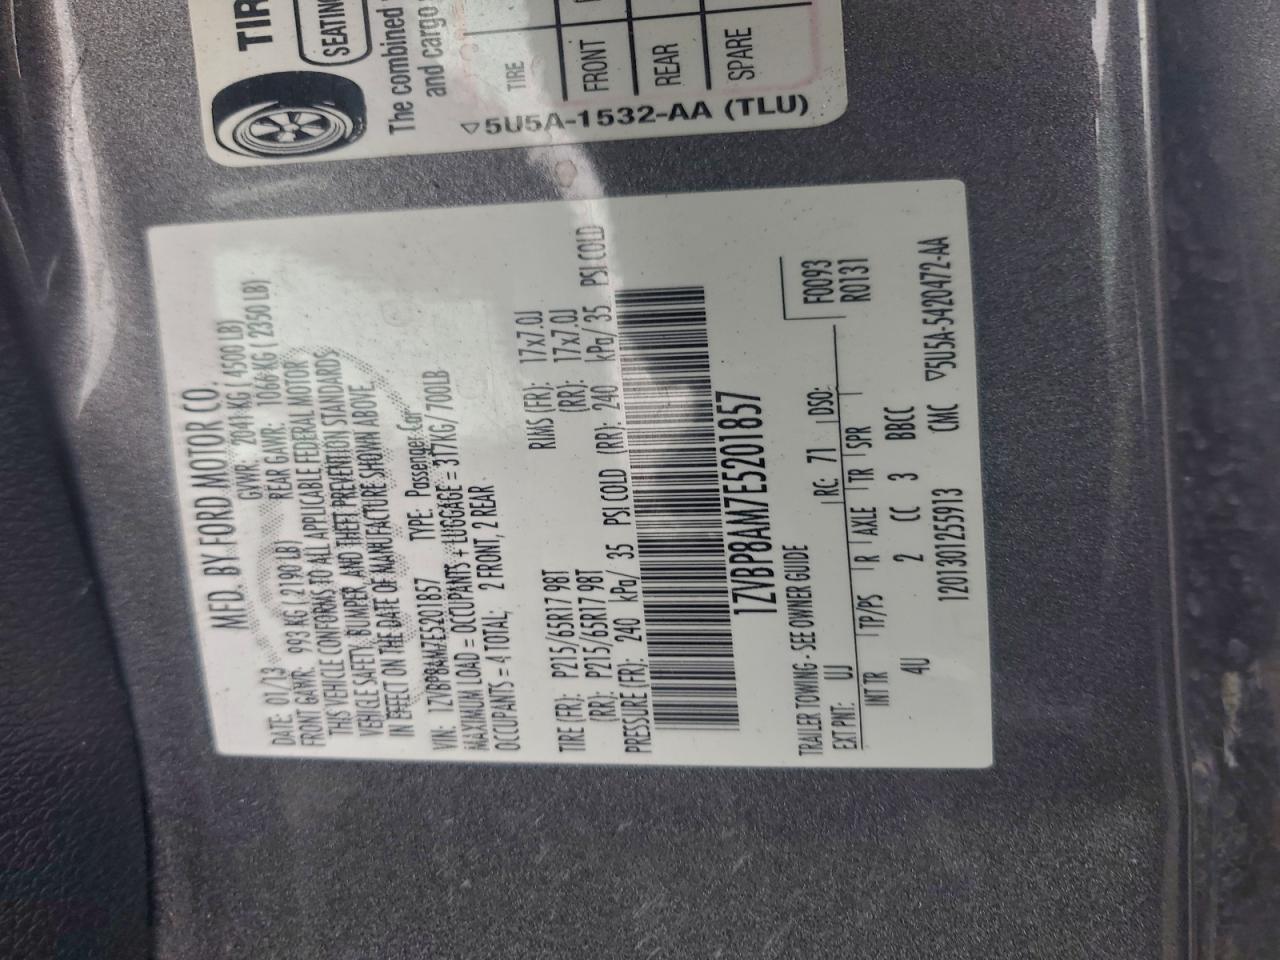 TIR
SEATING
The combined
and cargo
TIRE
FRONT
REAR
SPARE
▽5U5A-1532-AA (TLU)
MFD. BY FORD MOTOR CO.
DATE: 01/13 GVWR: 2041 KG ( 4500 LB)
FRONT GAWR: 993 KG ( 2190 LB) REAR GAWR: 1066 KG ( 2350 LB)
THIS VEHICLE CONFORMS TO ALL APPLICABLE FEDERAL MOTOR
VEHICLE SAFETY, BUMPER, AND THEFT PREVENTION STANDARDS
IN EFFECT ON THE DATE OF MANUFACTURE SHOWN ABOVE.
VIN: 1ZVBP8AM7E5201857 TYPE: Passenger Car
MAXIMUM LOAD = OCCUPANTS + LUGGAGE = 317KG/ 700LB
OCCUPANTS = 4 TOTAL; 2 FRONT, 2 REAR
TIRE (FR): P215/65R17 98T RIMS (FR): 17x7.0J
(RR): P215/65R17 98T (RR): 17x7.0J
PRESSURE (FR): 240 kPa/ 35 PSI COLD (RR): 240 kPa/ 35 PSI COLD
1ZVBP8AM7E5201857
TRAILER TOWING - SEE OWNER GUIDE
F0093
EXT PNT: UJ RC: 71 DSO: R0131
INT TR TP/PS R AXLE TR SPR
4U 2 CC 3 BBCC
1201301255913 CMC ▽5U5A-5420472-AA